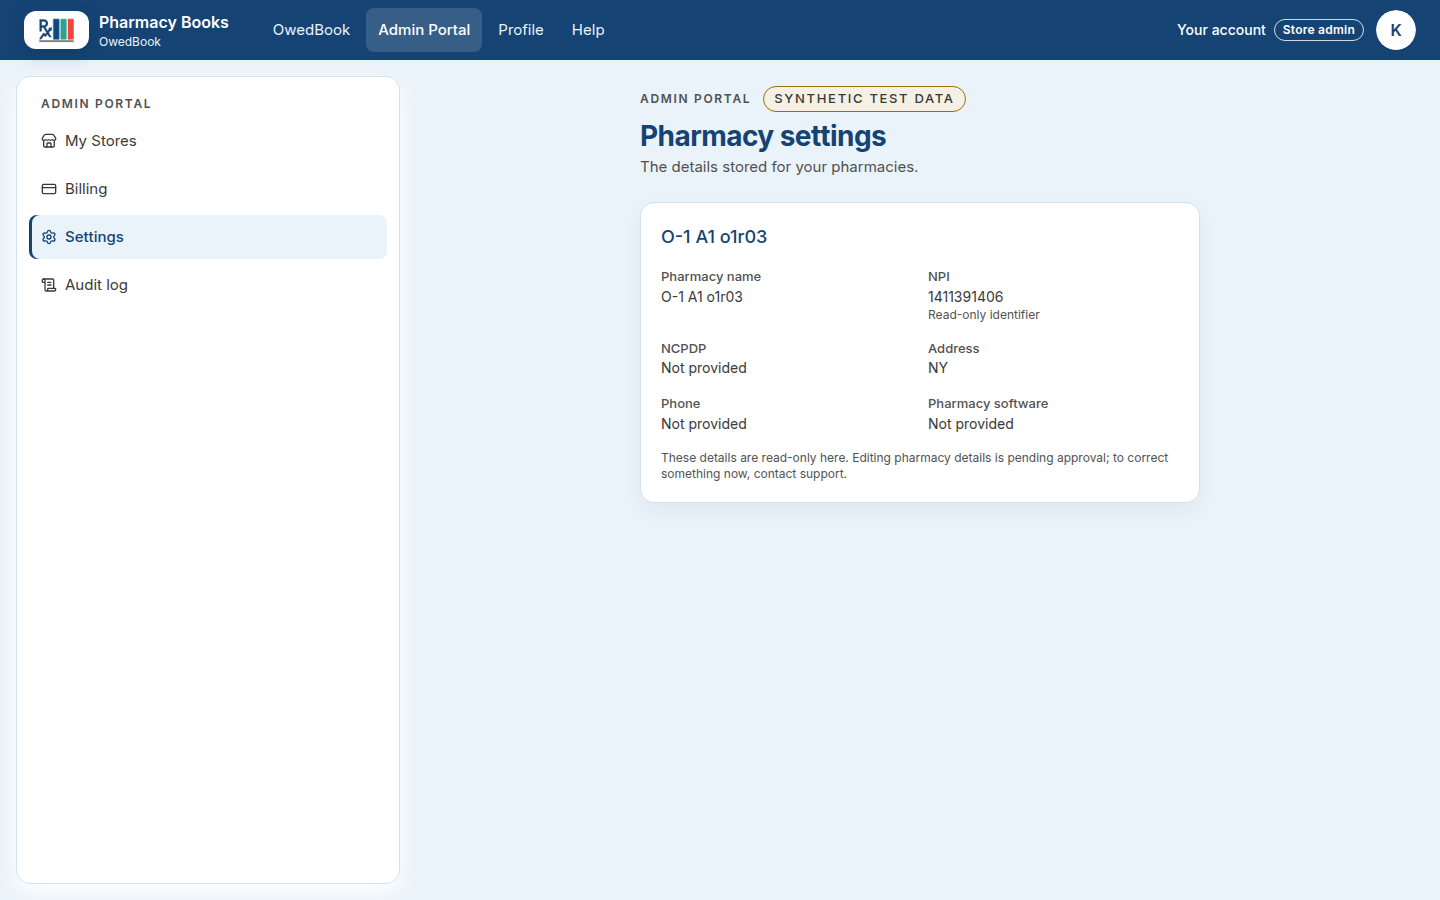 Pharmacy Books
OwedBook
OwedBook
Admin Portal
Profile
Help
Your account
Store admin
K
ADMIN PORTAL
My Stores
Billing
Settings
Audit log
ADMIN PORTAL
SYNTHETIC TEST DATA
Pharmacy settings
The details stored for your pharmacies.
O-1 A1 o1r03
Pharmacy name
O-1 A1 o1r03
NPI
1411391406
Read-only identifier
NCPDP
Not provided
Address
NY
Phone
Not provided
Pharmacy software
Not provided
These details are read-only here. Editing pharmacy details is pending approval; to correct
something now, contact support.